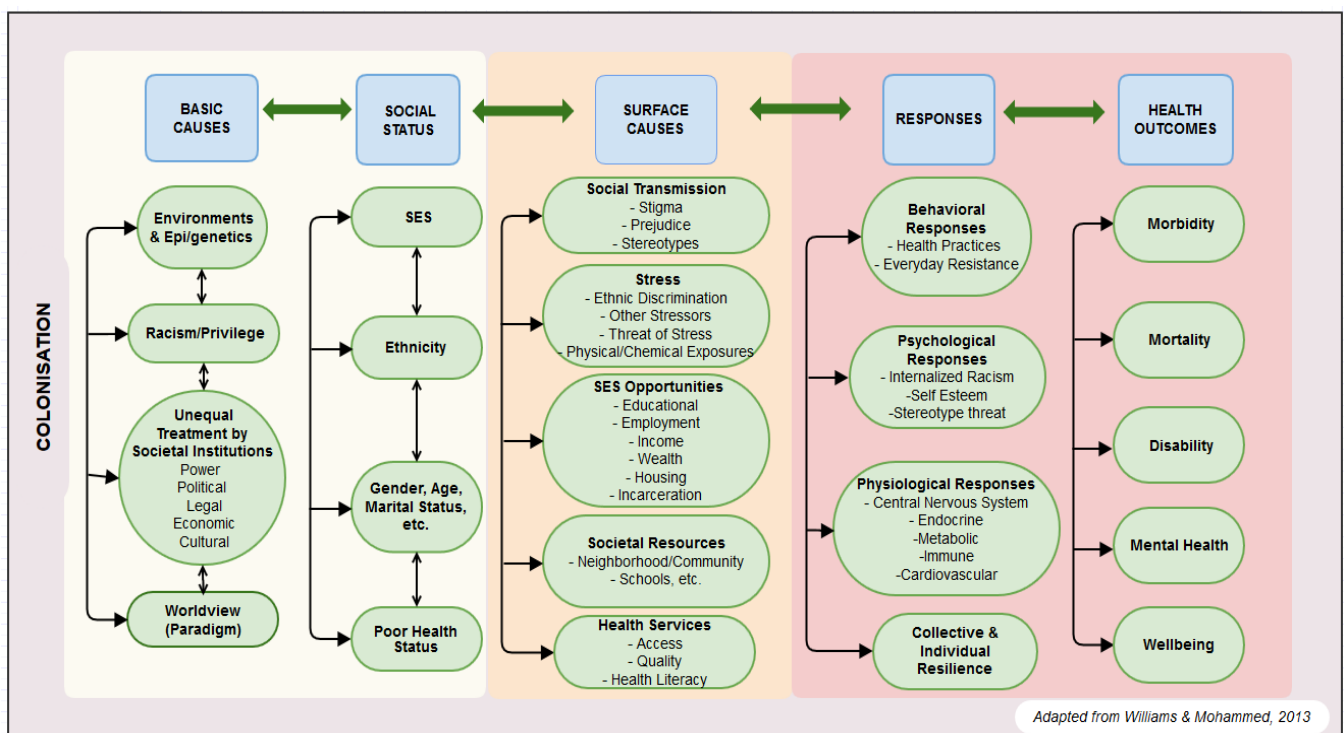 COLONISATION
BASIC
CAUSES
SOCIAL
STATUS
SURFACE
CAUSES
RESPONSES
HEALTH
OUTCOMES
Environments
& Epi/genetics
Racism/Privilege
Unequal
Treatment by
Societal Institutions
Power
Political
Legal
Economic
Cultural
Worldview
(Paradigm)
SES
Ethnicity
Gender, Age,
Marital Status,
etc.
Poor Health
Status
Social Transmission
- Stigma
- Prejudice
- Stereotypes
Stress
- Ethnic Discrimination
- Other Stressors
- Threat of Stress
- Physical/Chemical Exposures
SES Opportunities
- Educational
- Employment
- Income
- Wealth
- Housing
- Incarceration
Societal Resources
- Neighborhood/Community
- Schools, etc.
Health Services
- Access
- Quality
- Health Literacy
Behavioral
Responses
- Health Practices
- Everyday Resistance
Psychological
Responses
- Internalized Racism
-Self Esteem
-Stereotype threat
Physiological Responses
- Central Nervous System
- Endocrine
-Metabolic
- Immune
-Cardiovascular
Collective &
Individual
Resilience
Morbidity
Mortality
Disability
Mental Health
Wellbeing
Adapted from Williams & Mohammed, 2013